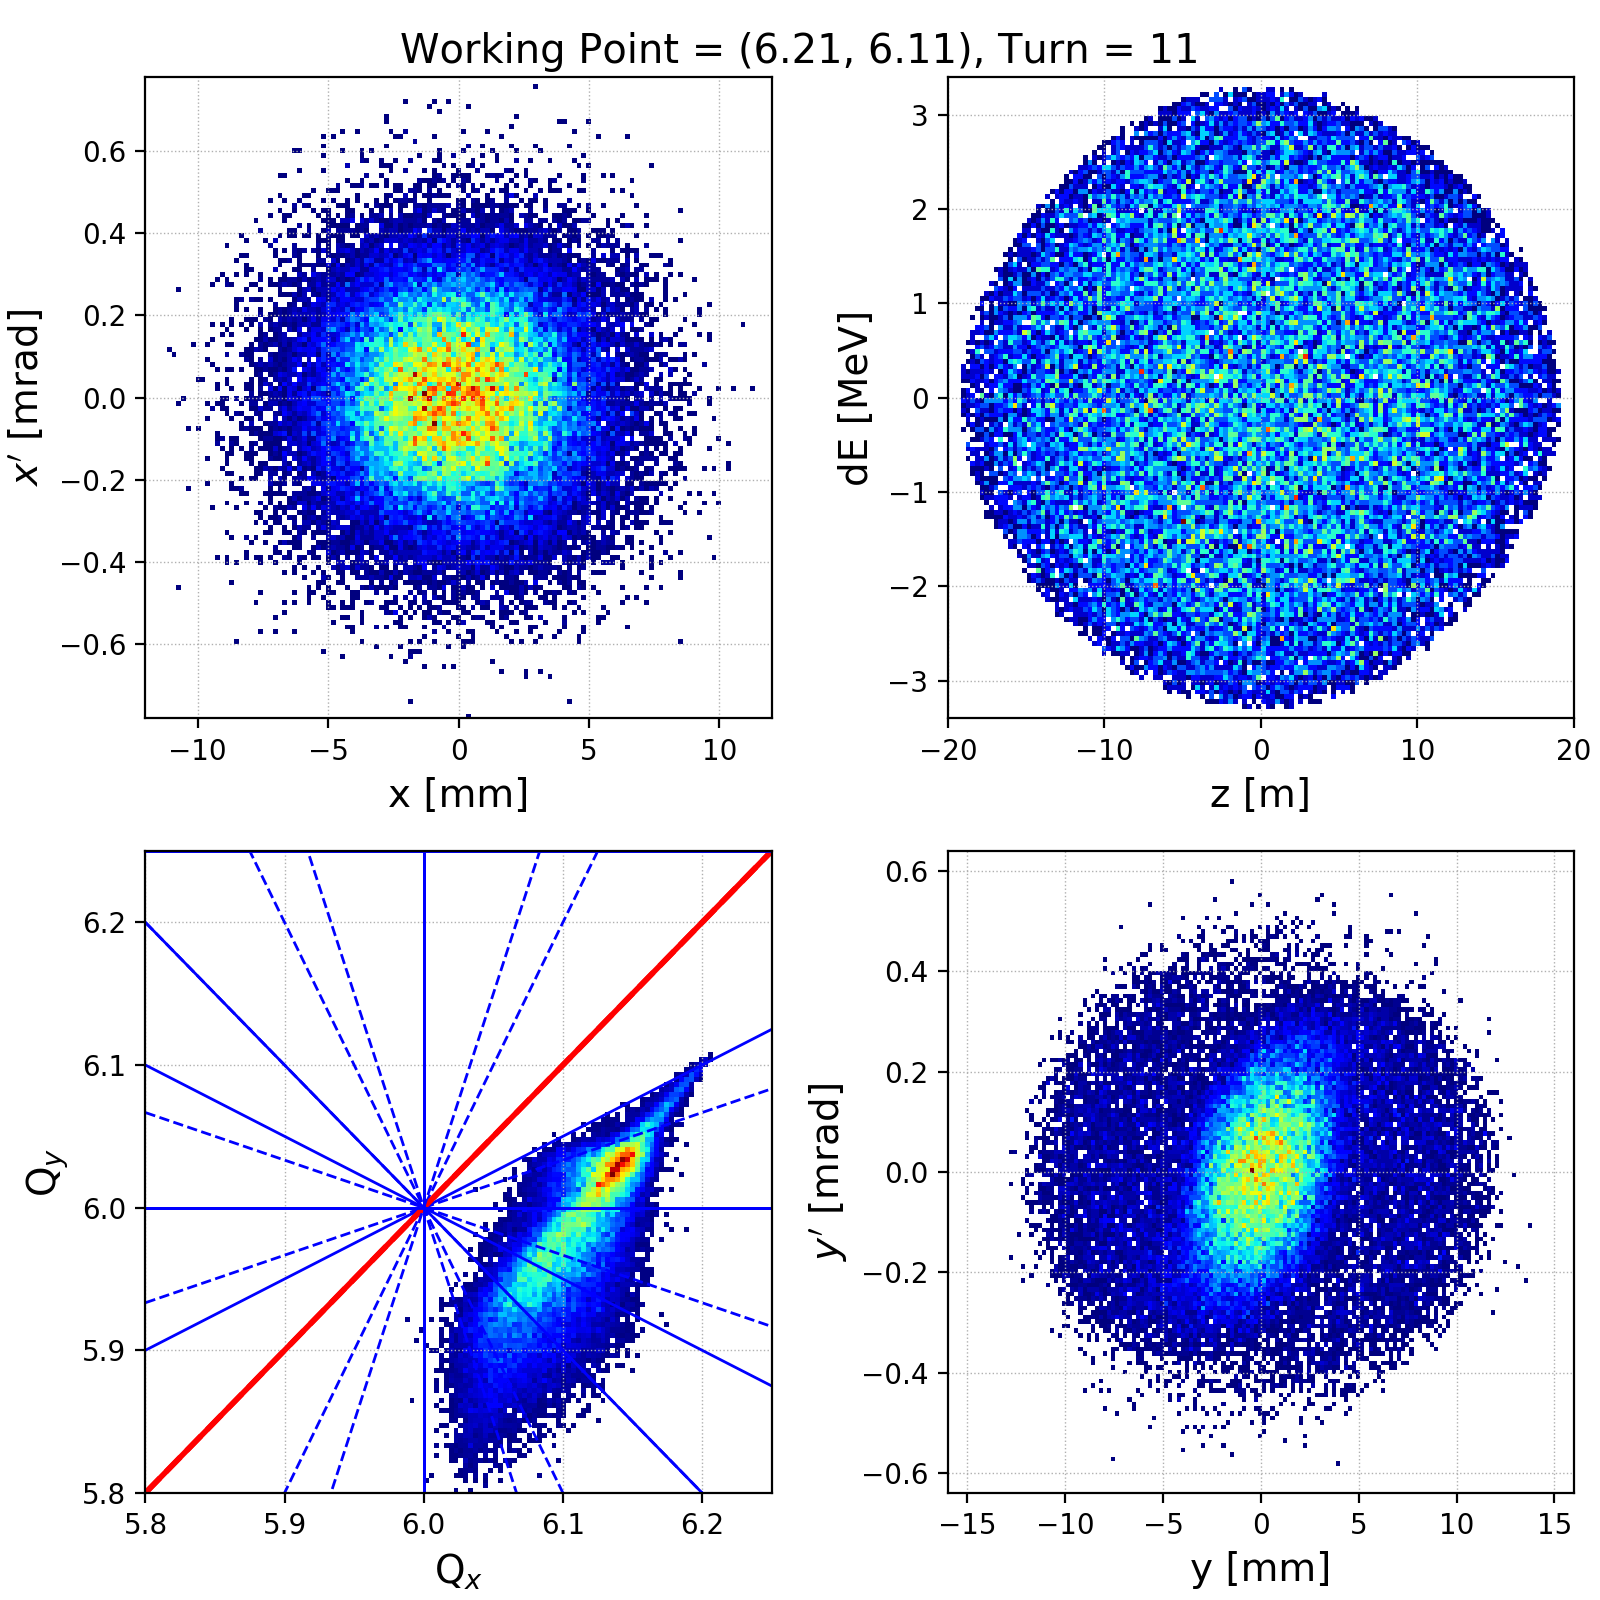 Working Point = (6.21, 6.11), Turn = 11
0.6
0.4
0.2
0.0
−0.2
−0.4
−0.6
x′ [mrad]
−10 −5 0 5 10
x [mm]
3
2
1
0
−1
−2
−3
dE [MeV]
−20 −10 0 10 20
z [m]
6.2
6.1
6.0
5.9
5.8
Qy
5.8 5.9 6.0 6.1 6.2
Qx
0.6
0.4
0.2
0.0
−0.2
−0.4
−0.6
y′ [mrad]
−15 −10 −5 0 5 10 15
y [mm]